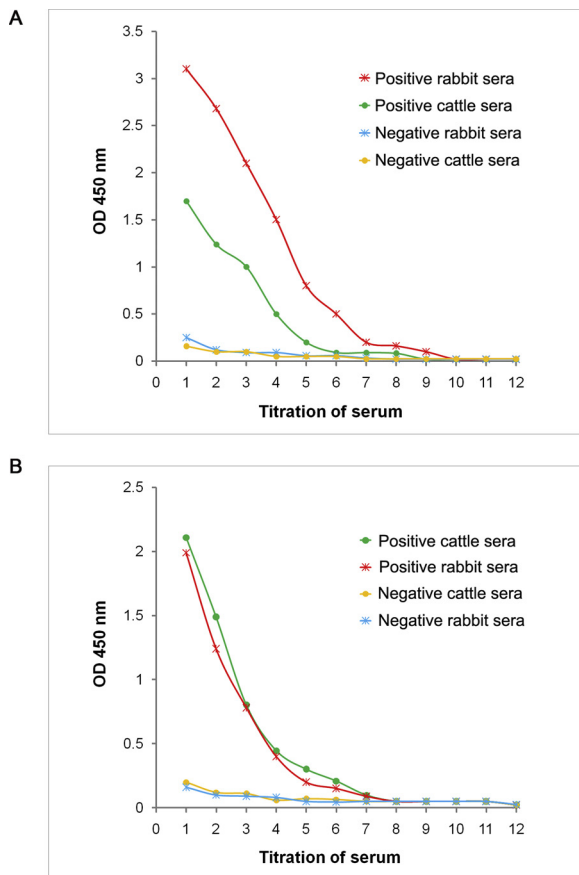 A
3.5
3
2.5
2
1.5
1
0.5
0
OD 450 nm
Positive rabbit sera
Positive cattle sera
Negative rabbit sera
Negative cattle sera
0 1 2 3 4 5 6 7 8 9 10 11 12
Titration of serum
B
2.5
2
1.5
1
0.5
0
OD 450 nm
Positive cattle sera
Positive rabbit sera
Negative cattle sera
Negative rabbit sera
0 1 2 3 4 5 6 7 8 9 10 11 12
Titration of serum